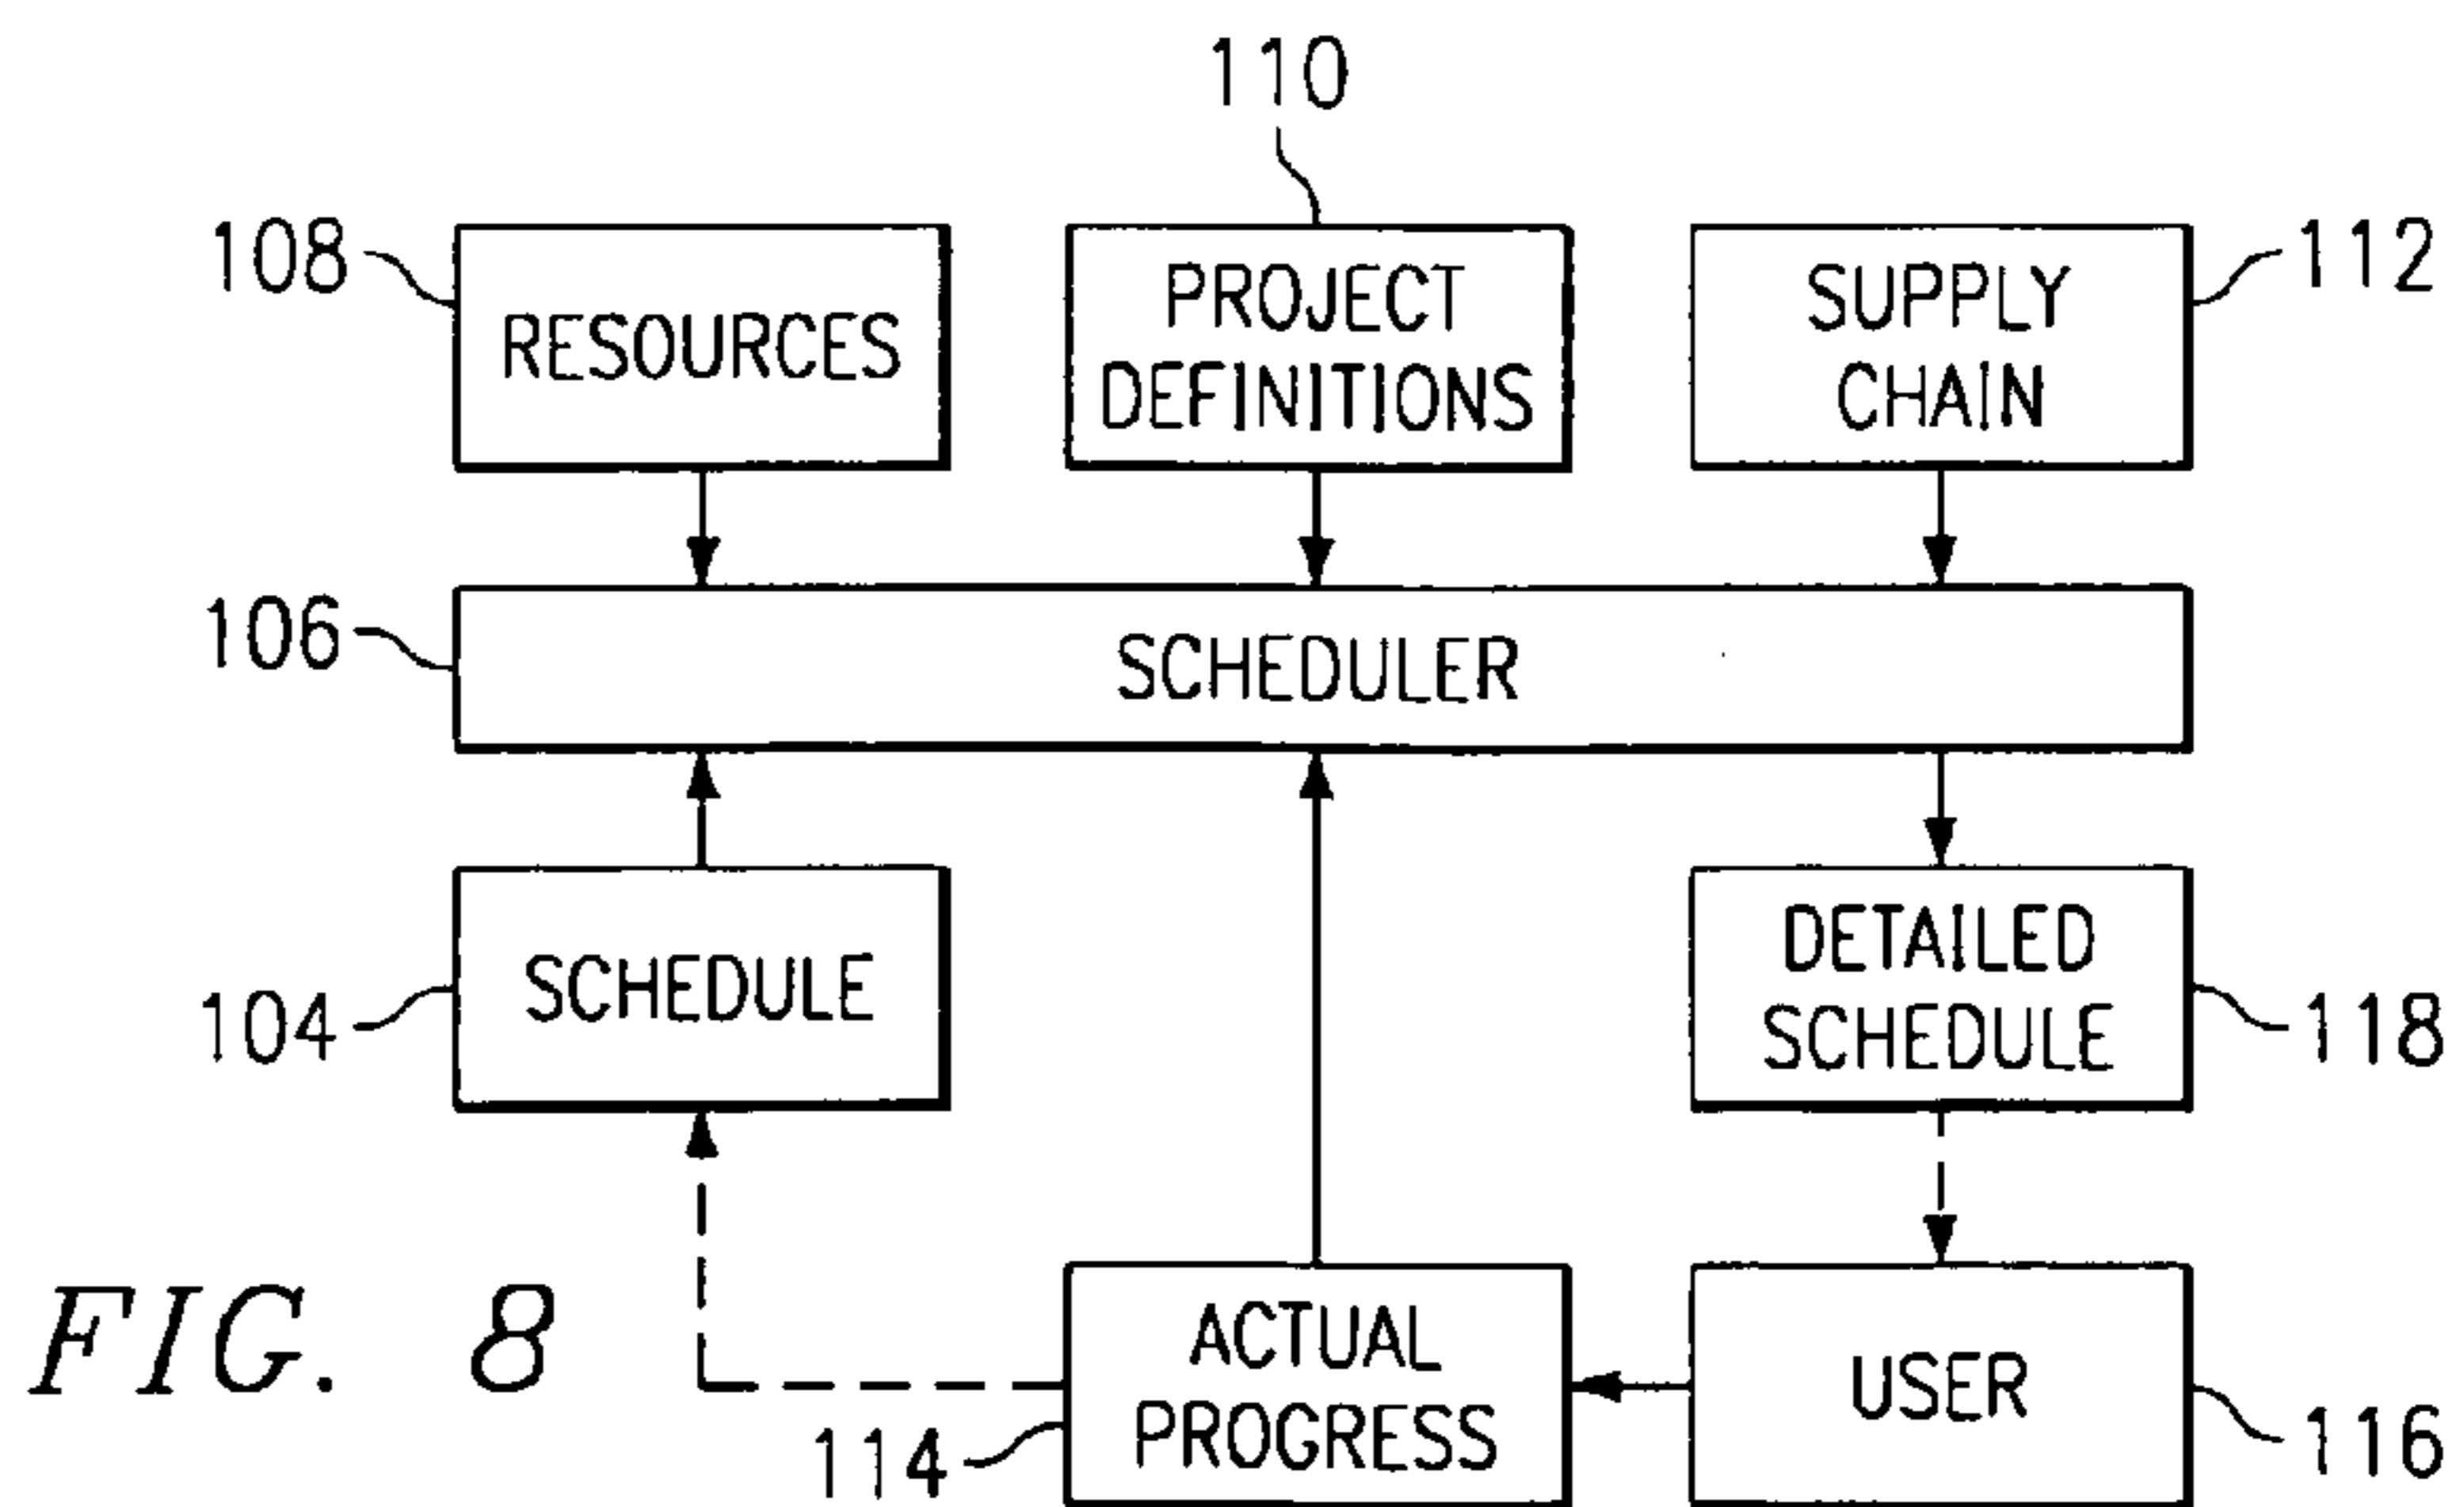 110
108
RESOURCES
PROJECT
DEFINITIONS
SUPPLY
CHAIN
112
106
SCHEDULER
104
SCHEDULE
DETAILED
SCHEDULE
118
FIG. 8
114
ACTUAL
PROGRESS
USER
116